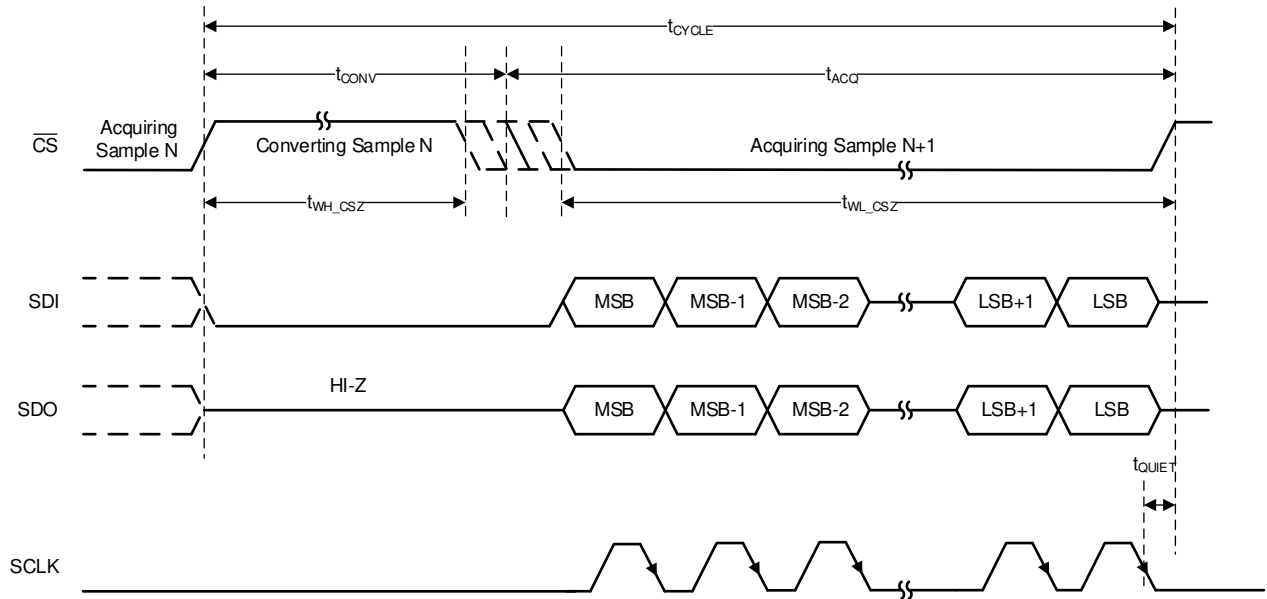 tCYCLE
tCONV
tACQ
CS
Acquiring
Sample N
Converting Sample N
Acquiring Sample N+1
tWH_CSZ
tWL_CSZ
SDI
MSB
MSB-1
MSB-2
LSB+1
LSB
HI-Z
SDO
MSB
MSB-1
MSB-2
LSB+1
LSB
tQUIET
SCLK